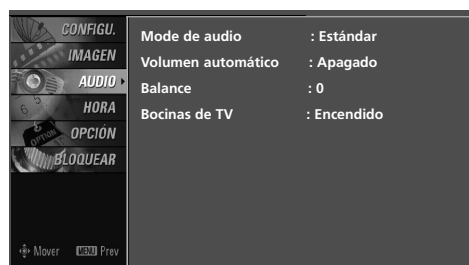 CONFIGU.
IMAGEN
AUDIO
HORA
OPCIÓN
BLOQUEAR
Mover MENU Prev
Mode de audio : Estándar
Volumen automático : Apagado
Balance : 0
Bocinas de TV : Encendido